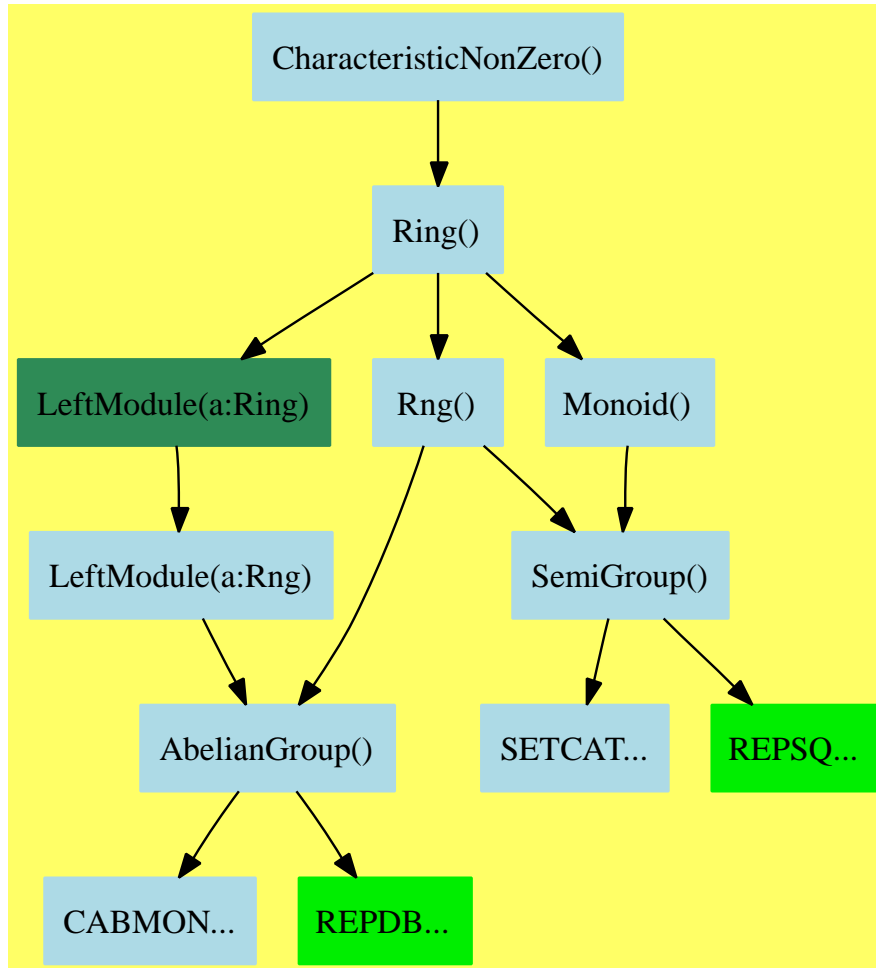 CharacteristicNonZero()
Ring()
LeftModule(a:Ring)
Rng()
Monoid()
LeftModule(a:Rng)
SemiGroup()
AbelianGroup()
SETCAT...
REPSQ...
CABMON...
REPDB...